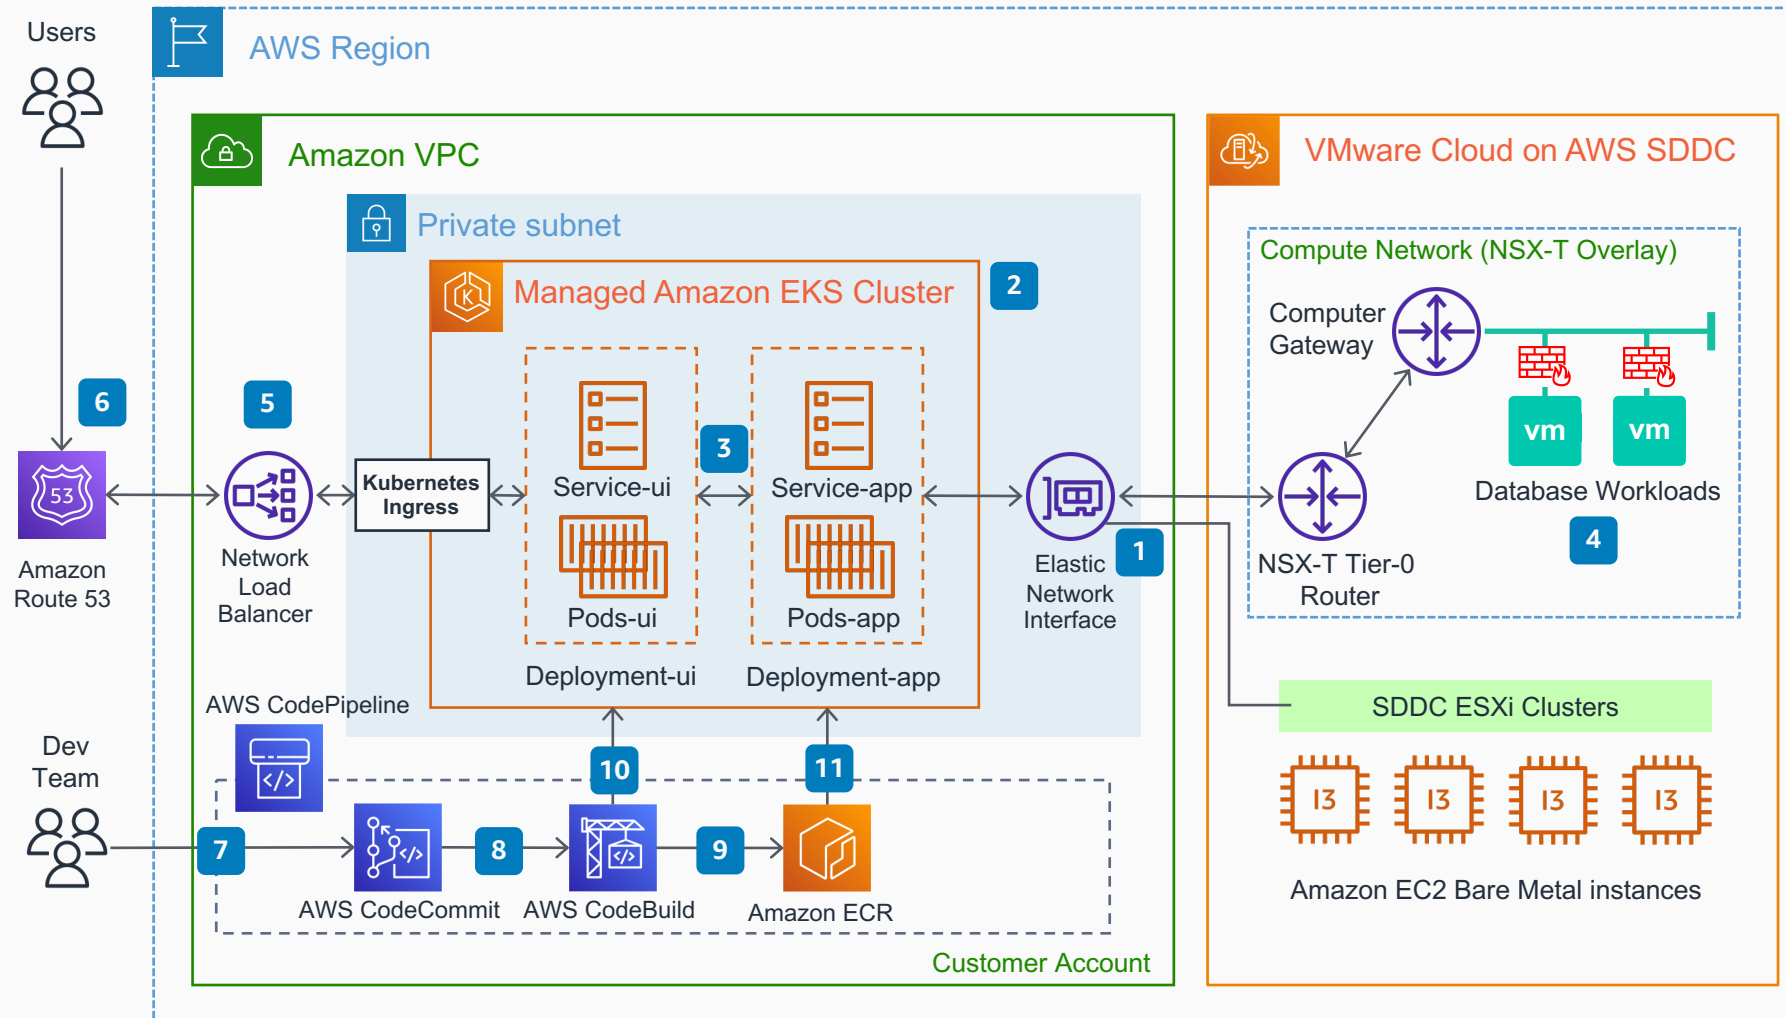 Users
AWS Region
Amazon VPC
VMware Cloud on AWS SDDC
Private subnet
Compute Network (NSX-T Overlay)
Managed Amazon EKS Cluster
2
K
Computer
Gateway
6
5
3
vm
vm
Service-ui
Service-app
Database Workloads
53
Kubernetes
Ingress
4
1
Amazon
Route 53
Network
Load
Balancer
Pods-ui
Pods-app
Elastic
Network
Interface
NSX-T Tier-0
Router
Deployment-ui
Deployment-app
AWS CodePipeline
SDDC ESXi Clusters
Dev
Team
10
11
</>
I3
I3
I3
I3
7
</>
8
</>
9
AWS CodeCommit
AWS CodeBuild
Amazon ECR
Amazon EC2 Bare Metal instances
Customer Account